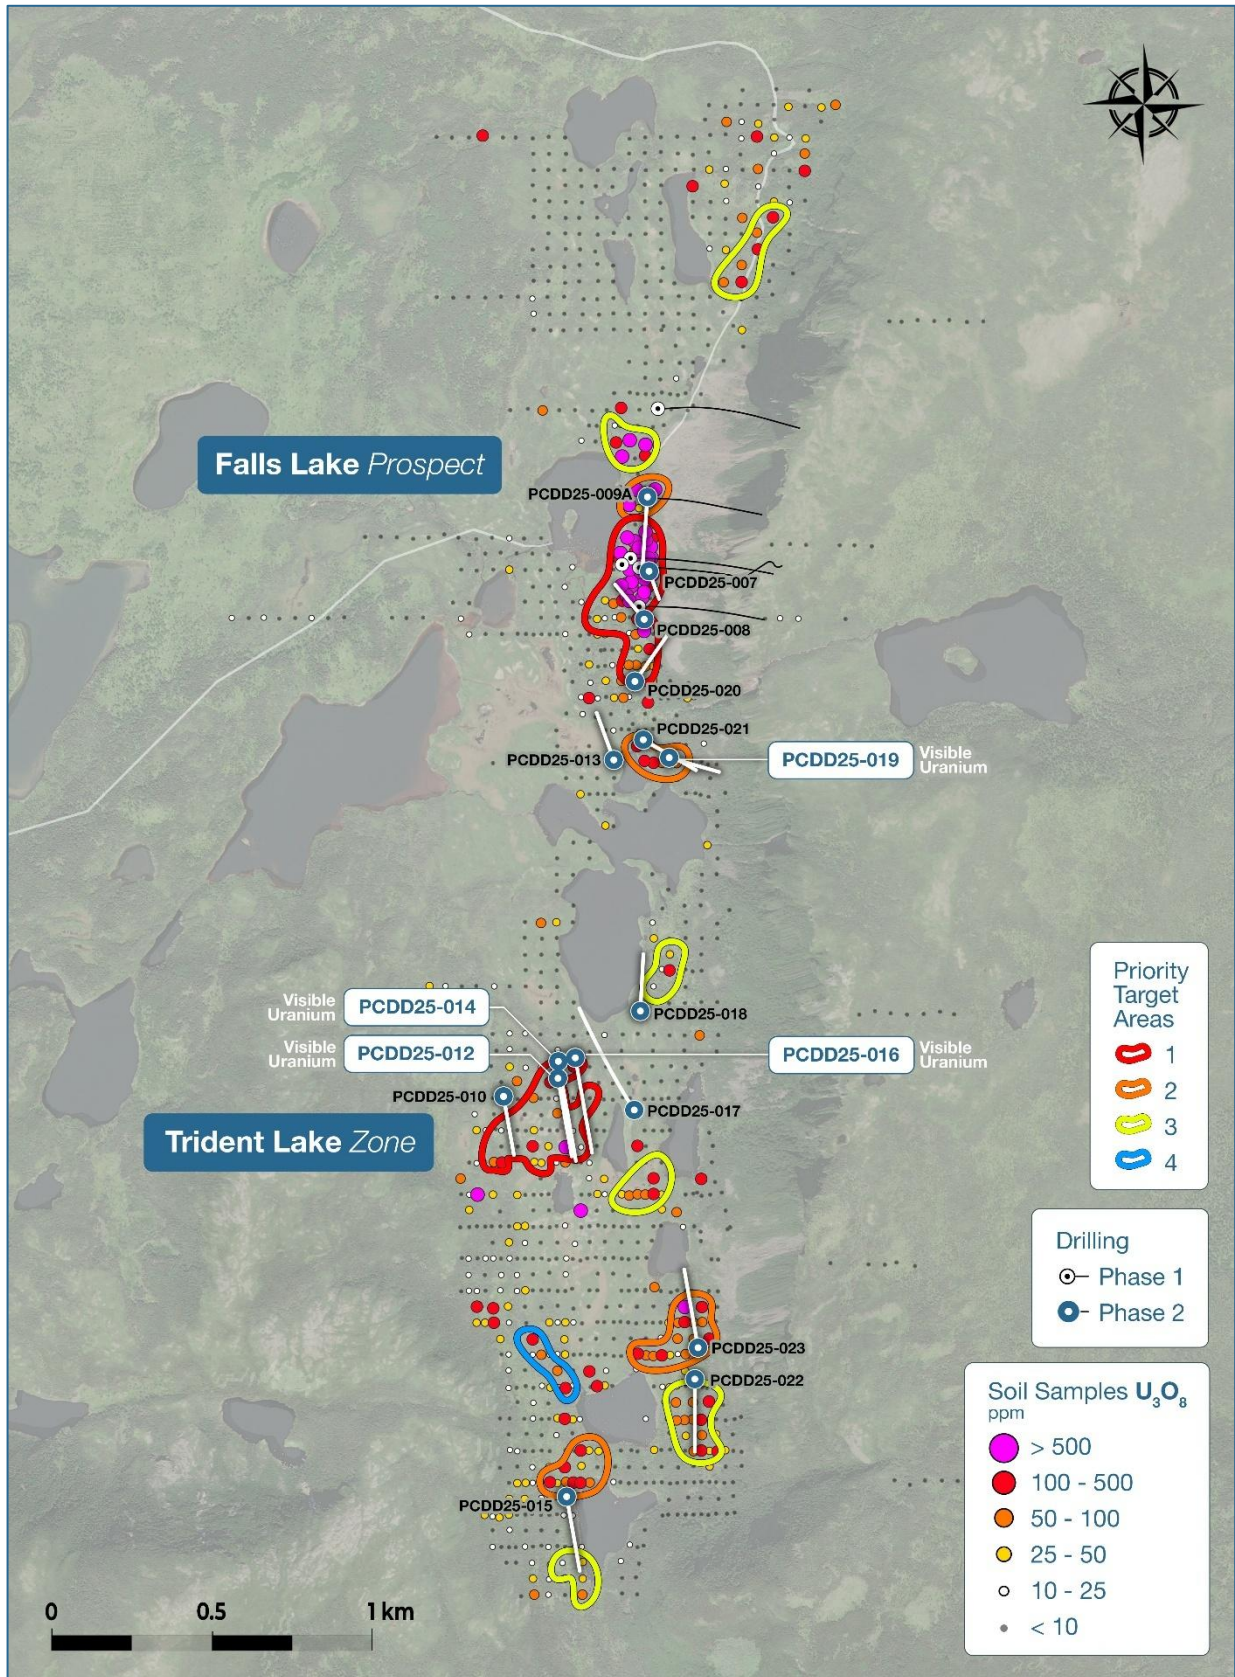 Falls Lake Prospect
PCDD25-009A
PCDD25-007
PCDD25-008
PCDD25-020
PCDD25-021
PCDD25-013
PCDD25-019
Visible
Uranium
PCDD25-018
Visible
Uranium
PCDD25-014
Visible
Uranium
PCDD25-012
PCDD25-016
Visible
Uranium
PCDD25-010
PCDD25-017
Trident Lake Zone
PCDD25-023
PCDD25-022
PCDD25-015
Priority
Target
Areas
1
2
3
4
Drilling
Phase 1
Phase 2
Soil Samples U₃O₈
ppm
> 500
100 - 500
50 - 100
25 - 50
10 - 25
< 10
0 0.5 1 km